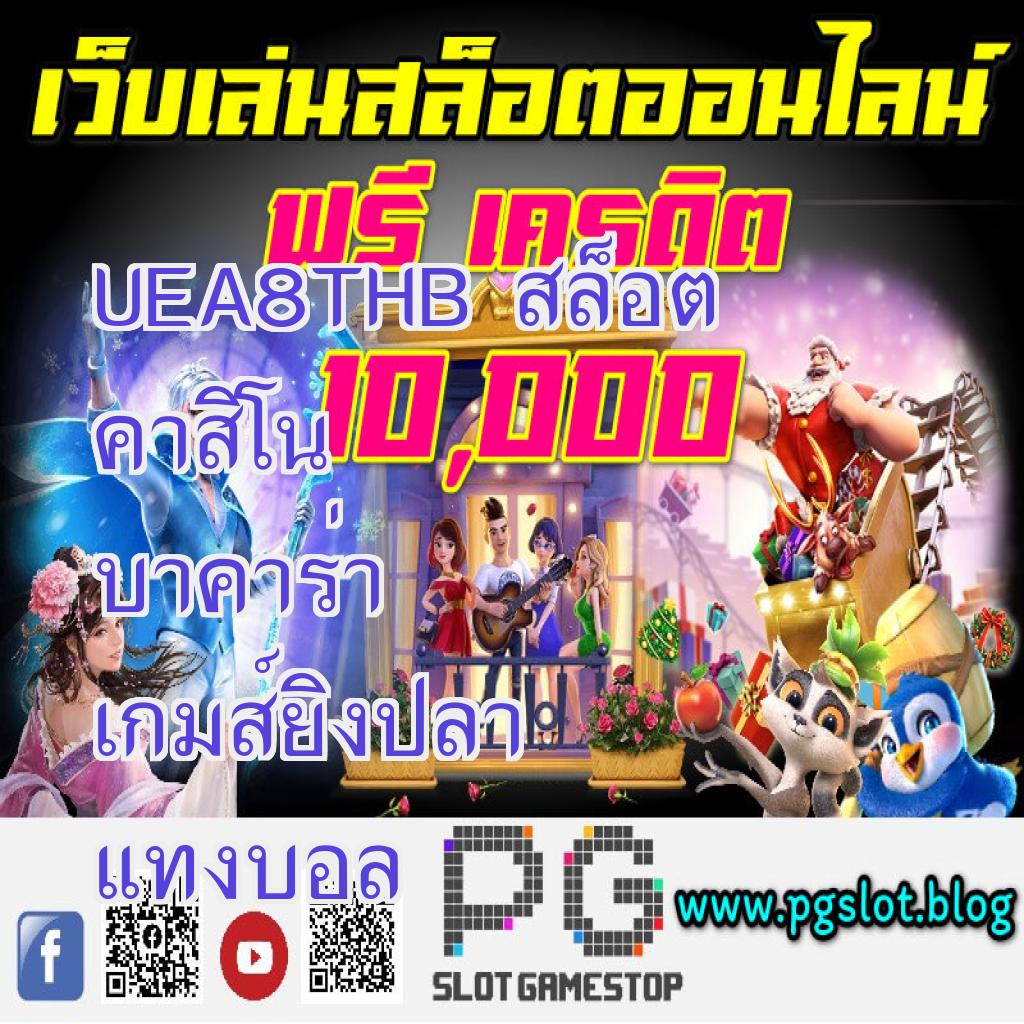 เว็บเล่นสล็อตออนไลน์
ฟรี เครดิต
UEA8THB สล็อต
10,000
คาสิโน
บาคาร่า
เกมส์ยิงปลา
แทงบอล
PG
www.pgslot.blog
SLOT GAMESTOP